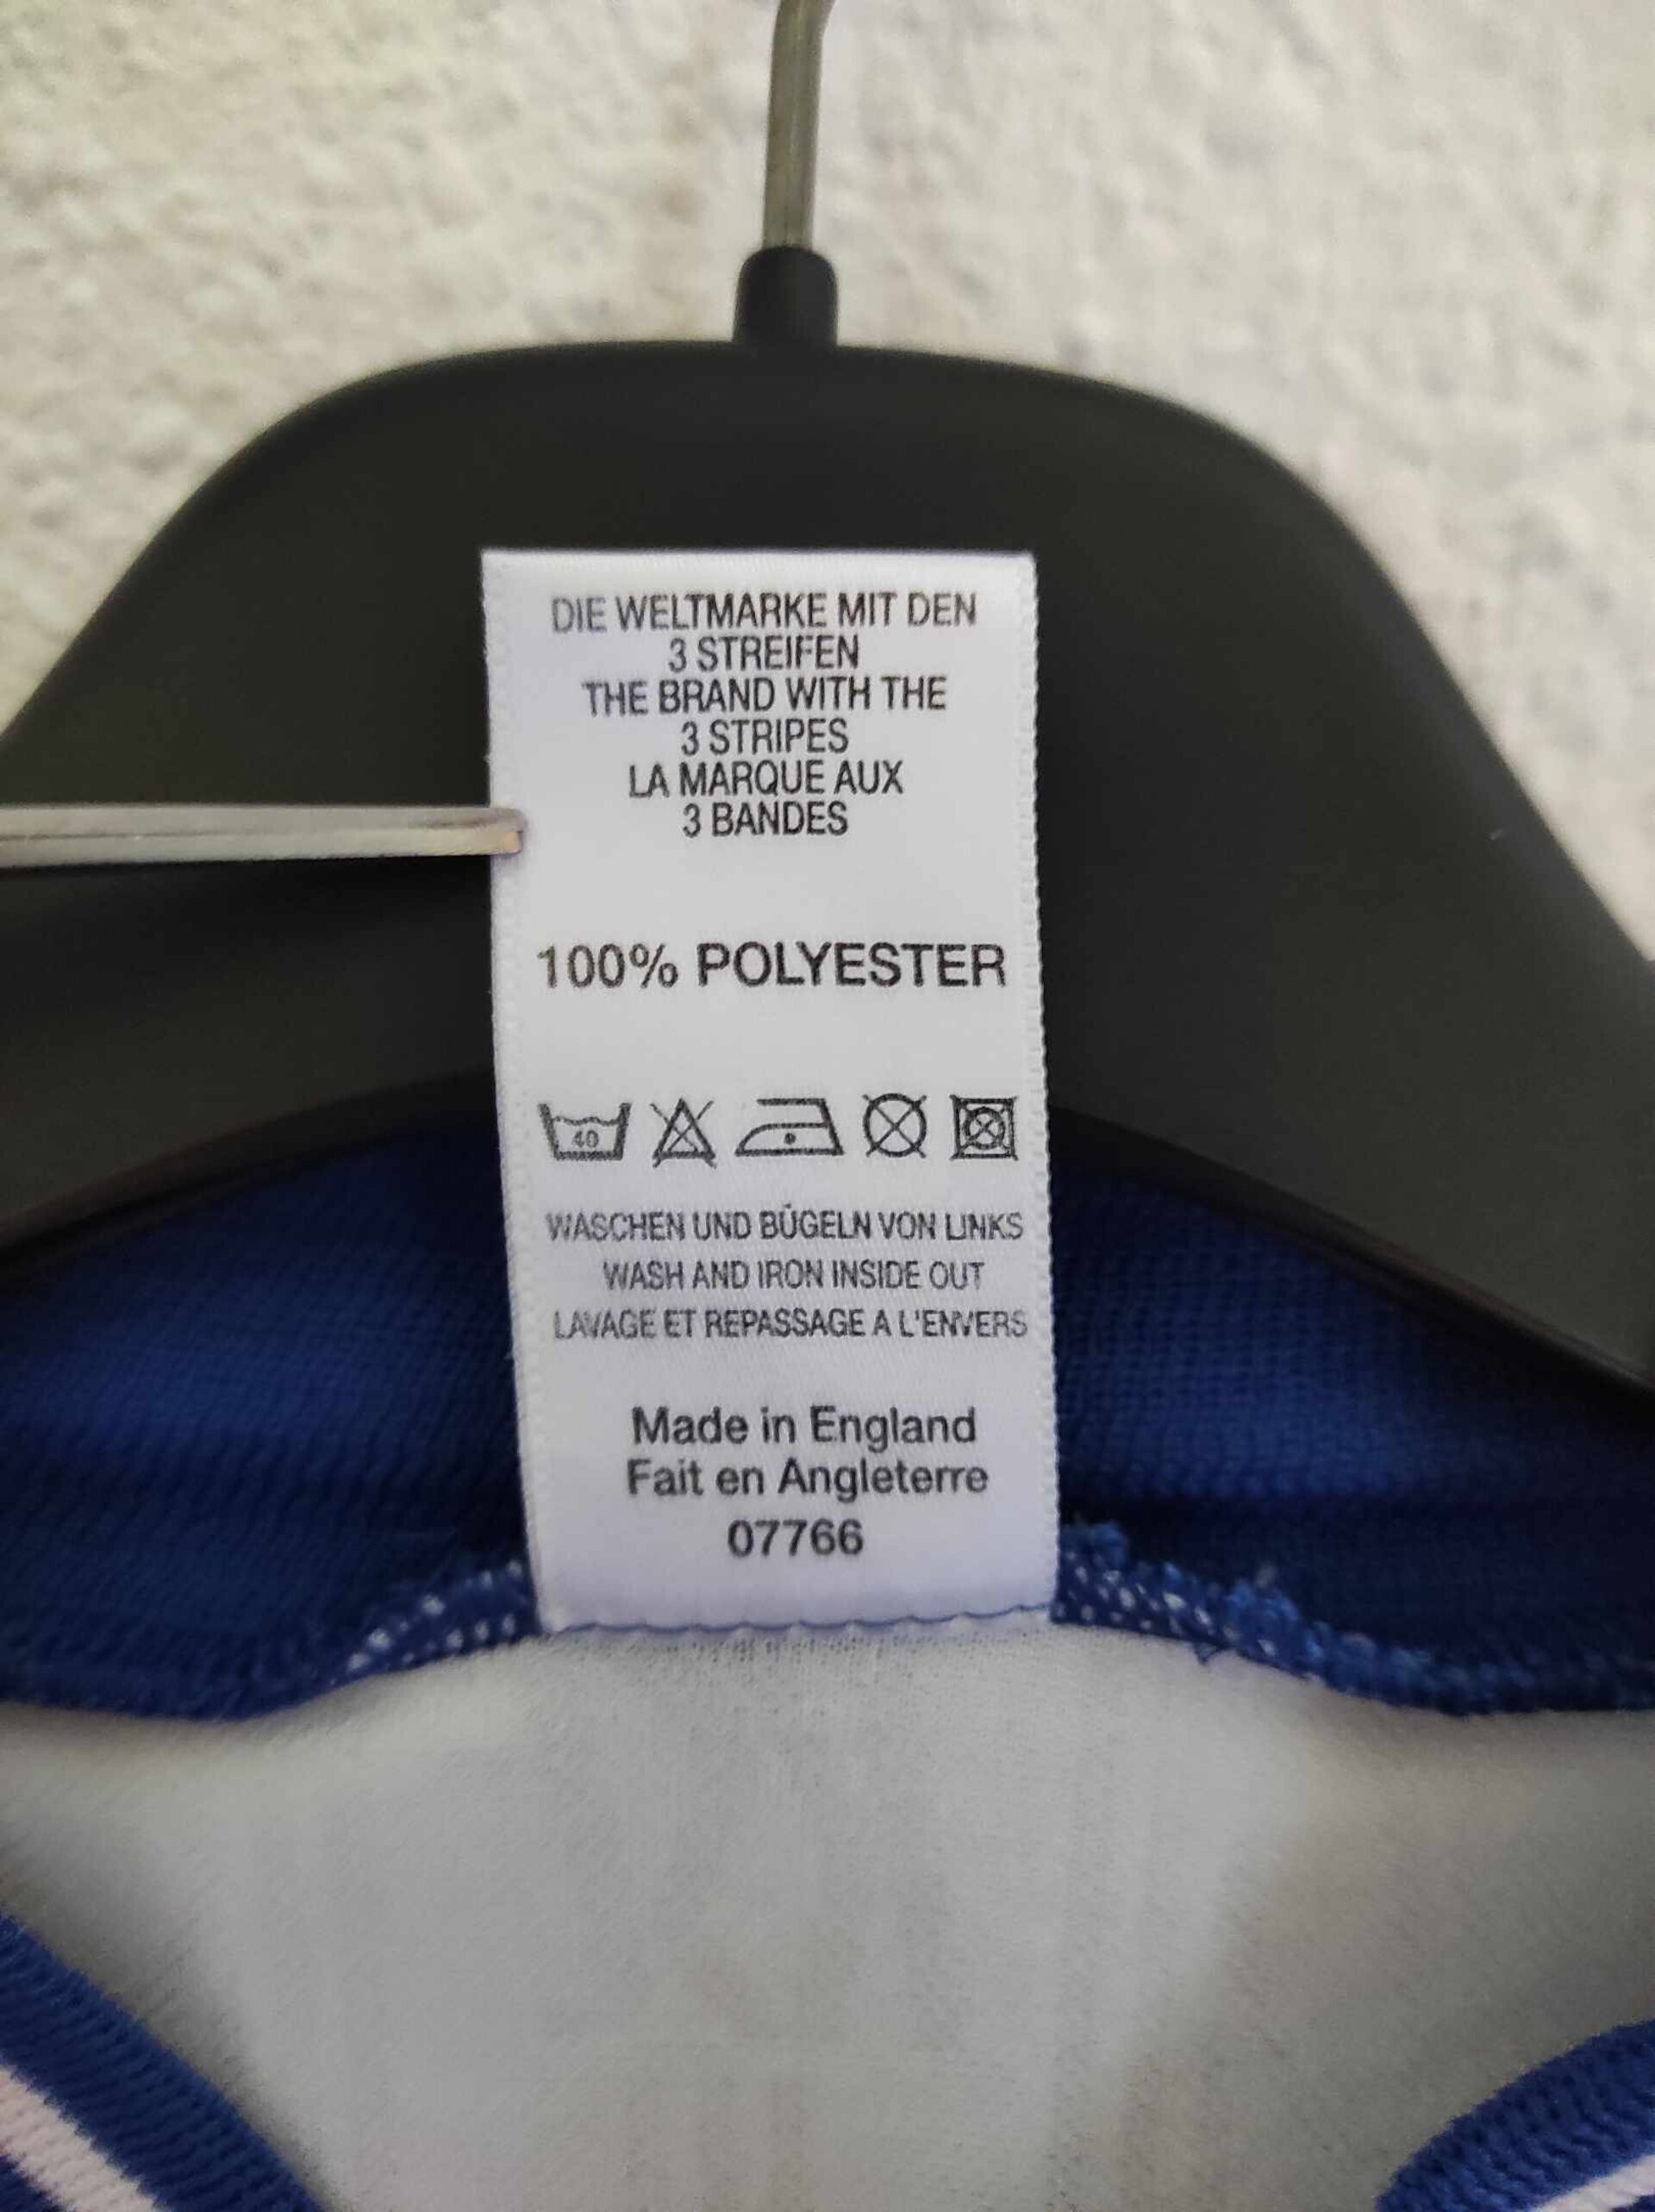 DIE WELTMARKE MIT DEN
3 STREIFEN
THE BRAND WITH THE
3 STRIPES
LA MARQUE AUX
3 BANDES
100% POLYESTER
40
WASCHEN UND BÜGELN VON LINKS
WASH AND IRON INSIDE OUT
LAVAGE ET REPASSAGE A L'ENVERS
Made in England
Fait en Angleterre
07766